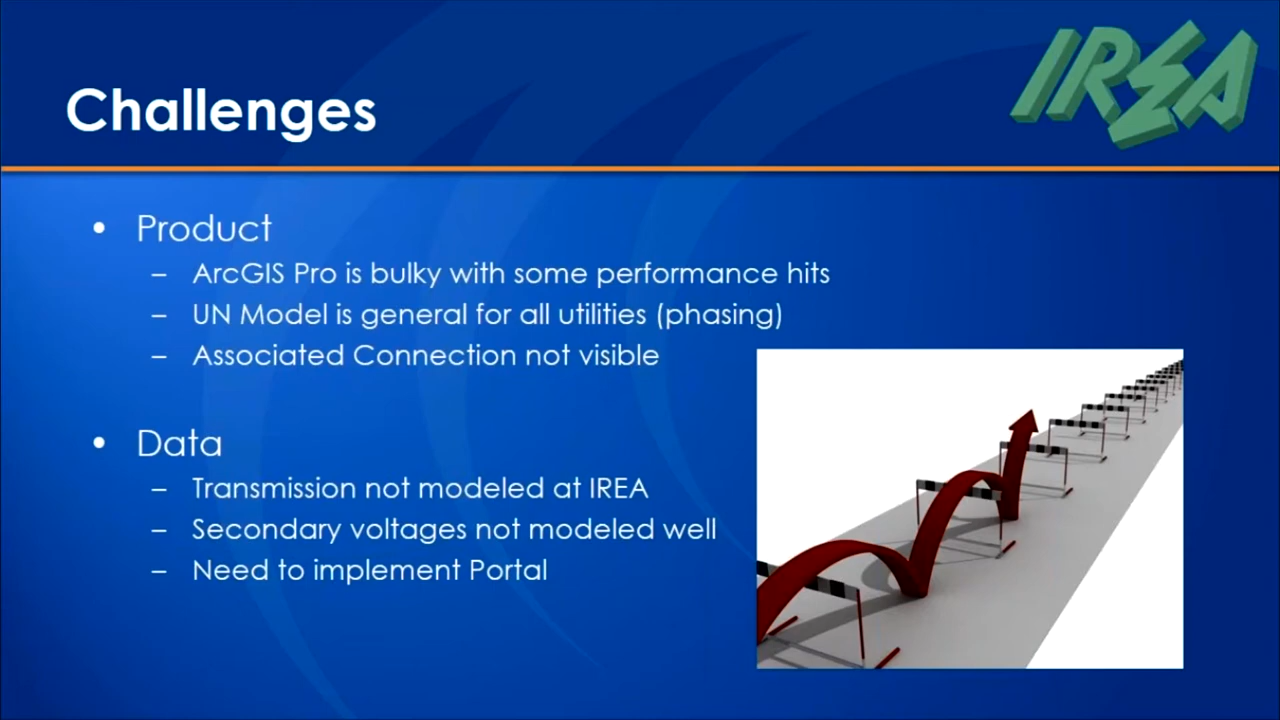 IREA
Challenges
• Product
– ArcGIS Pro is bulky with some performance hits
– UN Model is general for all utilities (phasing)
– Associated Connection not visible
• Data
– Transmission not modeled at IREA
– Secondary voltages not modeled well
– Need to implement Portal